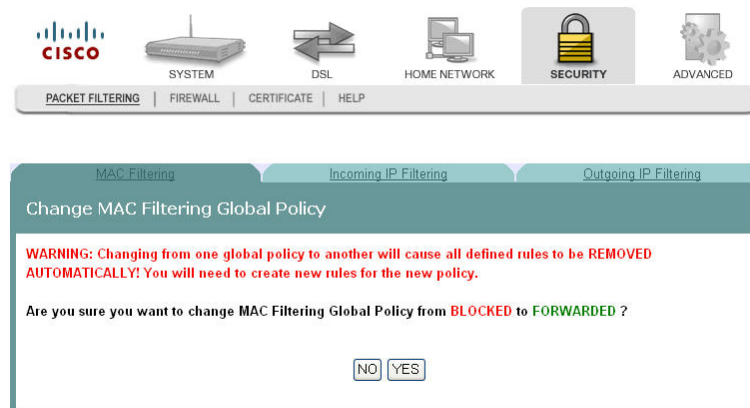 CISCO
SYSTEM DSL HOME NETWORK SECURITY ADVANCED
PACKET FILTERING | FIREWALL | CERTIFICATE | HELP
MAC Filtering Incoming IP Filtering Outgoing IP Filtering
Change MAC Filtering Global Policy
WARNING: Changing from one global policy to another will cause all defined rules to be REMOVED
AUTOMATICALLY! You will need to create new rules for the new policy.
Are you sure you want to change MAC Filtering Global Policy from BLOCKED to FORWARDED ?
NO YES